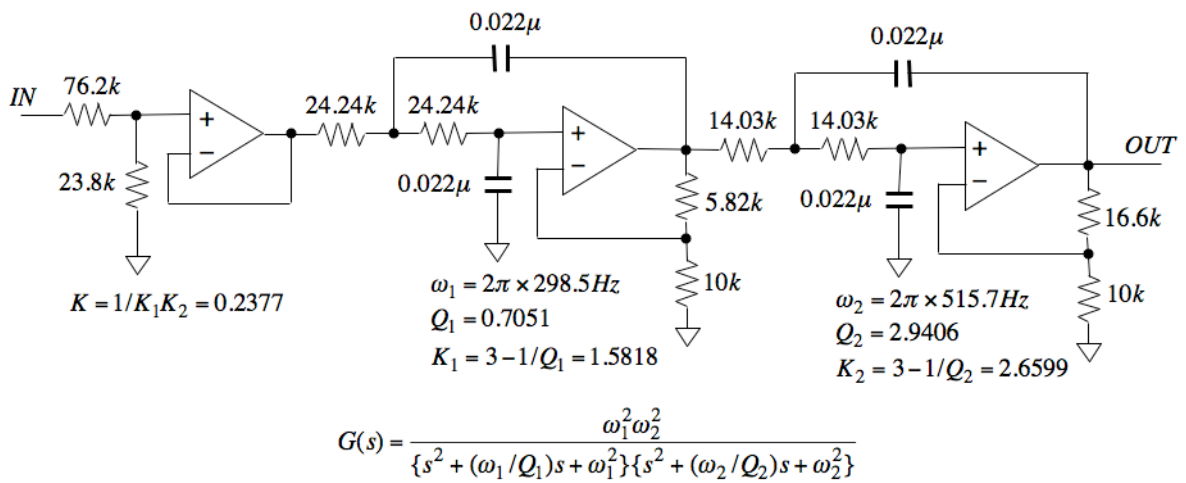 0.022μ
0.022μ
IN
76.2k
24.24k
24.24k
14.03k
14.03k
OUT
+
−
+
−
+
−
23.8k
0.022μ
5.82k
0.022μ
16.6k
10k
10k
K = 1/K₁K₂ = 0.2377
ω₁ = 2π × 298.5Hz
Q₁ = 0.7051
K₁ = 3 − 1/Q₁ = 1.5818
ω₂ = 2π × 515.7Hz
Q₂ = 2.9406
K₂ = 3 − 1/Q₂ = 2.6599
G(s) = ω₁²ω₂² / {s² + (ω₁/Q₁)s + ω₁²}{s² + (ω₂/Q₂)s + ω₂²}